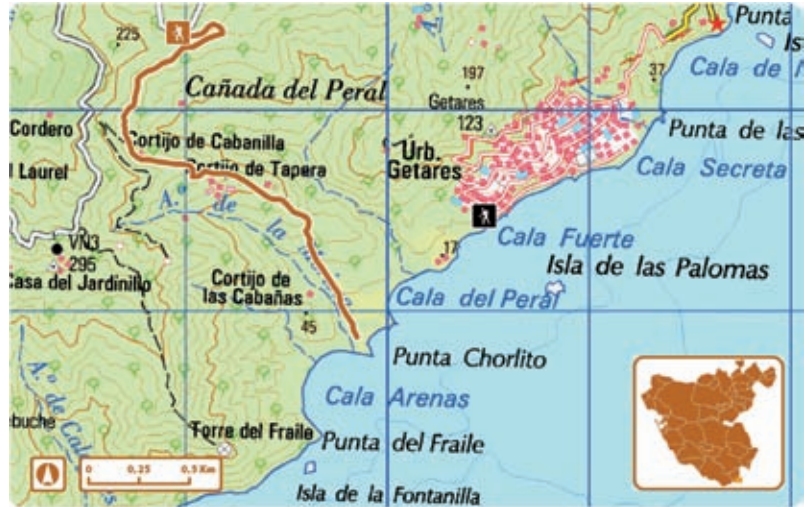 Punta
Is
225
Cala de
197
37
Cañada del Peral
Getares
123
Cordero
Cortijo de Cabanilla
Punta de las
Urb.
Getares
Cortijo de Tapera
l Laurel
Cala Secreta
A.º de la
VN3
17
Cala Fuerte
295
Isla de las Palomas
Casa del Jardinillo
Cortijo de
las Cabañas
Cala del Peral
45
Punta Chorlito
A.º de
Cala Arenas
ebuche
Torre del Fraile
Punta del Fraile
0 0,25 0,5 Km
Isla de la Fontanilla